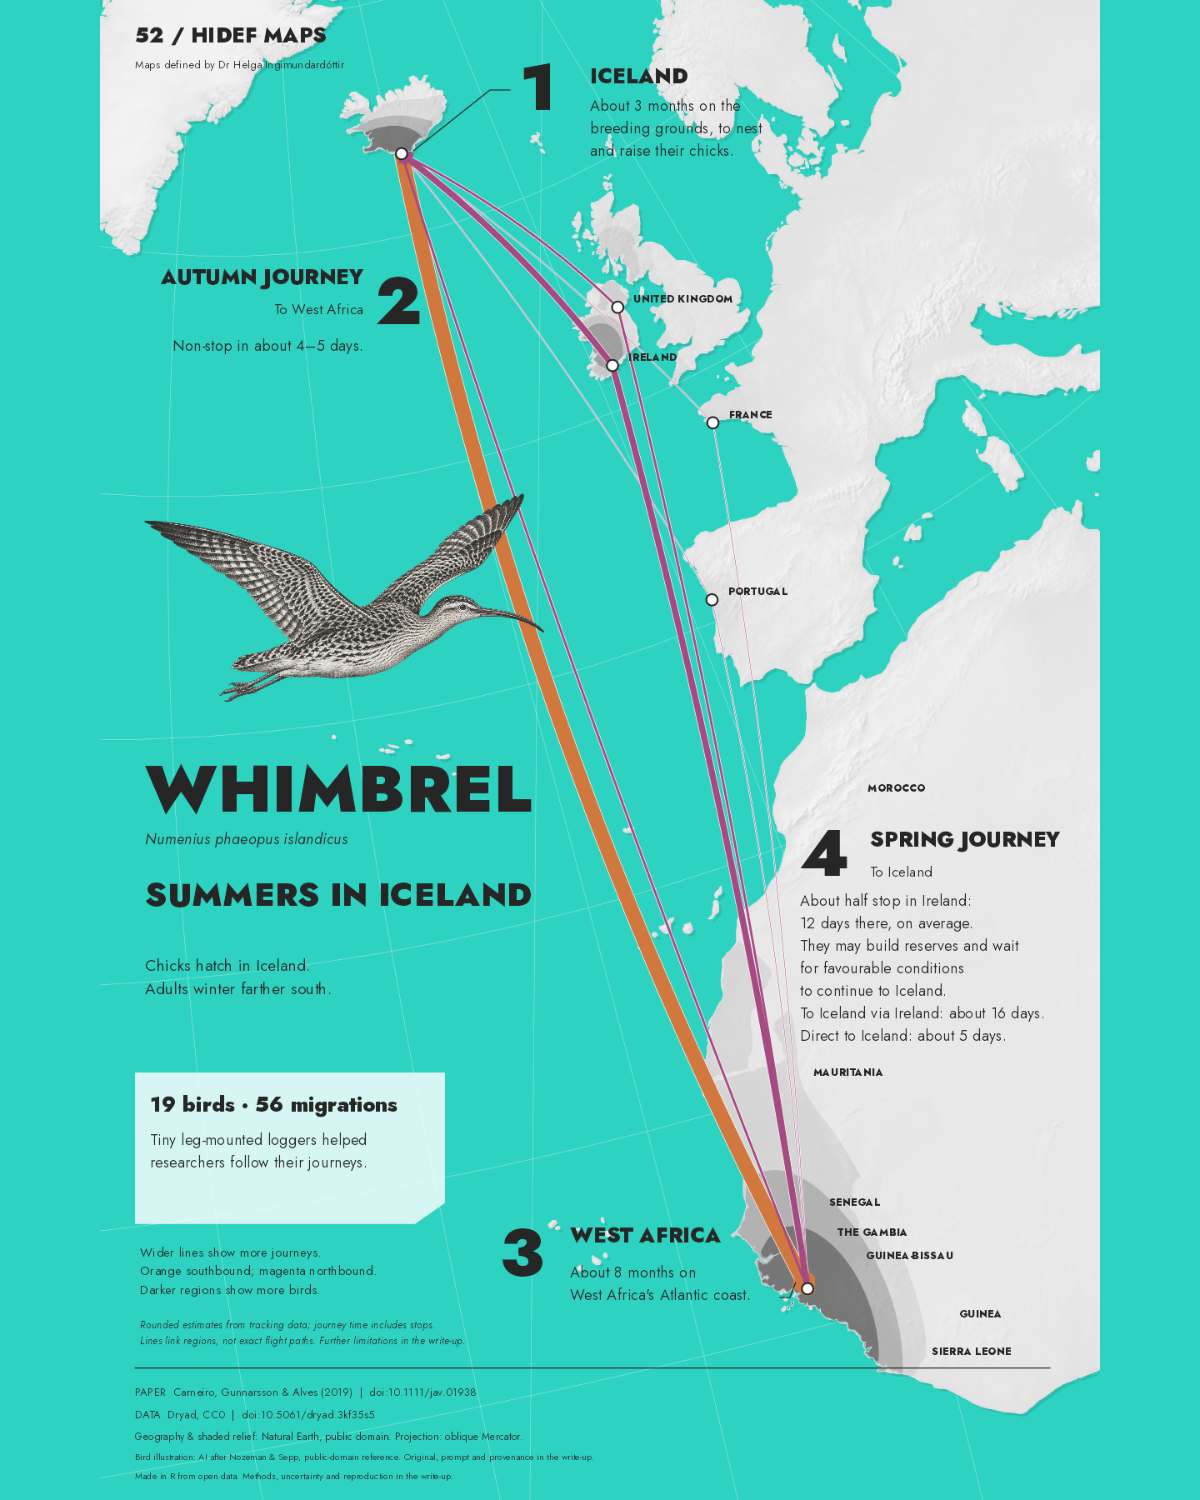 52 / HIDEF MAPS
Maps defined by Dr Helga Ingimundardóttir
1
ICELAND
About 3 months on the
breeding grounds, to nest
and raise their chicks.
AUTUMN JOURNEY
2
To West Africa
Non-stop in about 4–5 days.
UNITED KINGDOM
IRELAND
FRANCE
PORTUGAL
WHIMBREL
Numenius phaeopus islandicus
SUMMERS IN ICELAND
Chicks hatch in Iceland.
Adults winter farther south.
MOROCCO
4
SPRING JOURNEY
To Iceland
About half stop in Ireland:
12 days there, on average.
They may build reserves and wait
for favourable conditions
to continue to Iceland.
To Iceland via Ireland: about 16 days.
Direct to Iceland: about 5 days.
MAURITANIA
19 birds • 56 migrations
Tiny leg-mounted loggers helped
researchers follow their journeys.
SENEGAL
THE GAMBIA
GUINEA-BISSAU
GUINEA
SIERRA LEONE
3
WEST AFRICA
About 8 months on
West Africa's Atlantic coast.
Wider lines show more journeys.
Orange southbound; magenta northbound.
Darker regions show more birds.
Rounded estimates from tracking data; journey time includes stops.
Lines link regions, not exact flight paths. Further limitations in the write-up.
PAPER Carneiro, Gunnarsson & Alves (2019) | doi:10.1111/jav.01938
DATA Dryad, CC0 | doi:10.5061/dryad.3kf35s5
Geography & shaded relief: Natural Earth, public domain. Projection: oblique Mercator.
Bird illustration: AI after Nozeman & Sepp, public-domain reference. Original, prompt and provenance in the write-up.
Made in R from open data. Methods, uncertainty and reproduction in the write-up.